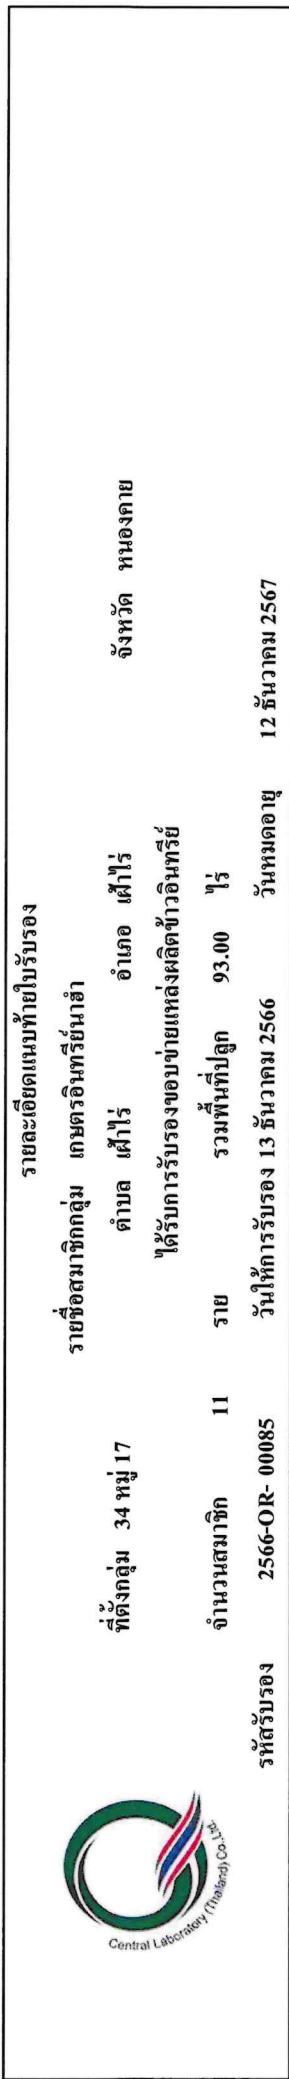 รายละเอียดแนบท้ายใบรับรอง
รายชื่อสมาชิกกลุ่ม เกษตรอินทรีย์นาฮำ
ที่ตั้งกลุ่ม 34 หมู่ 17 ตำบล เฝ้าไร่ อำเภอ เฝ้าไร่ จังหวัด หนองคาย
ได้รับการรับรองขอบข่ายแหล่งผลิตข้าวอินทรีย์
จำนวนสมาชิก 11 ราย รวมพื้นที่ปลูก 93.00 ไร่
รหัสรับรอง 2566-OR- 00085 วันให้การรับรอง 13 ธันวาคม 2566 วันหมดอายุ 12 ธันวาคม 2567
Central Laboratory (Thailand) Co.,Ltd.